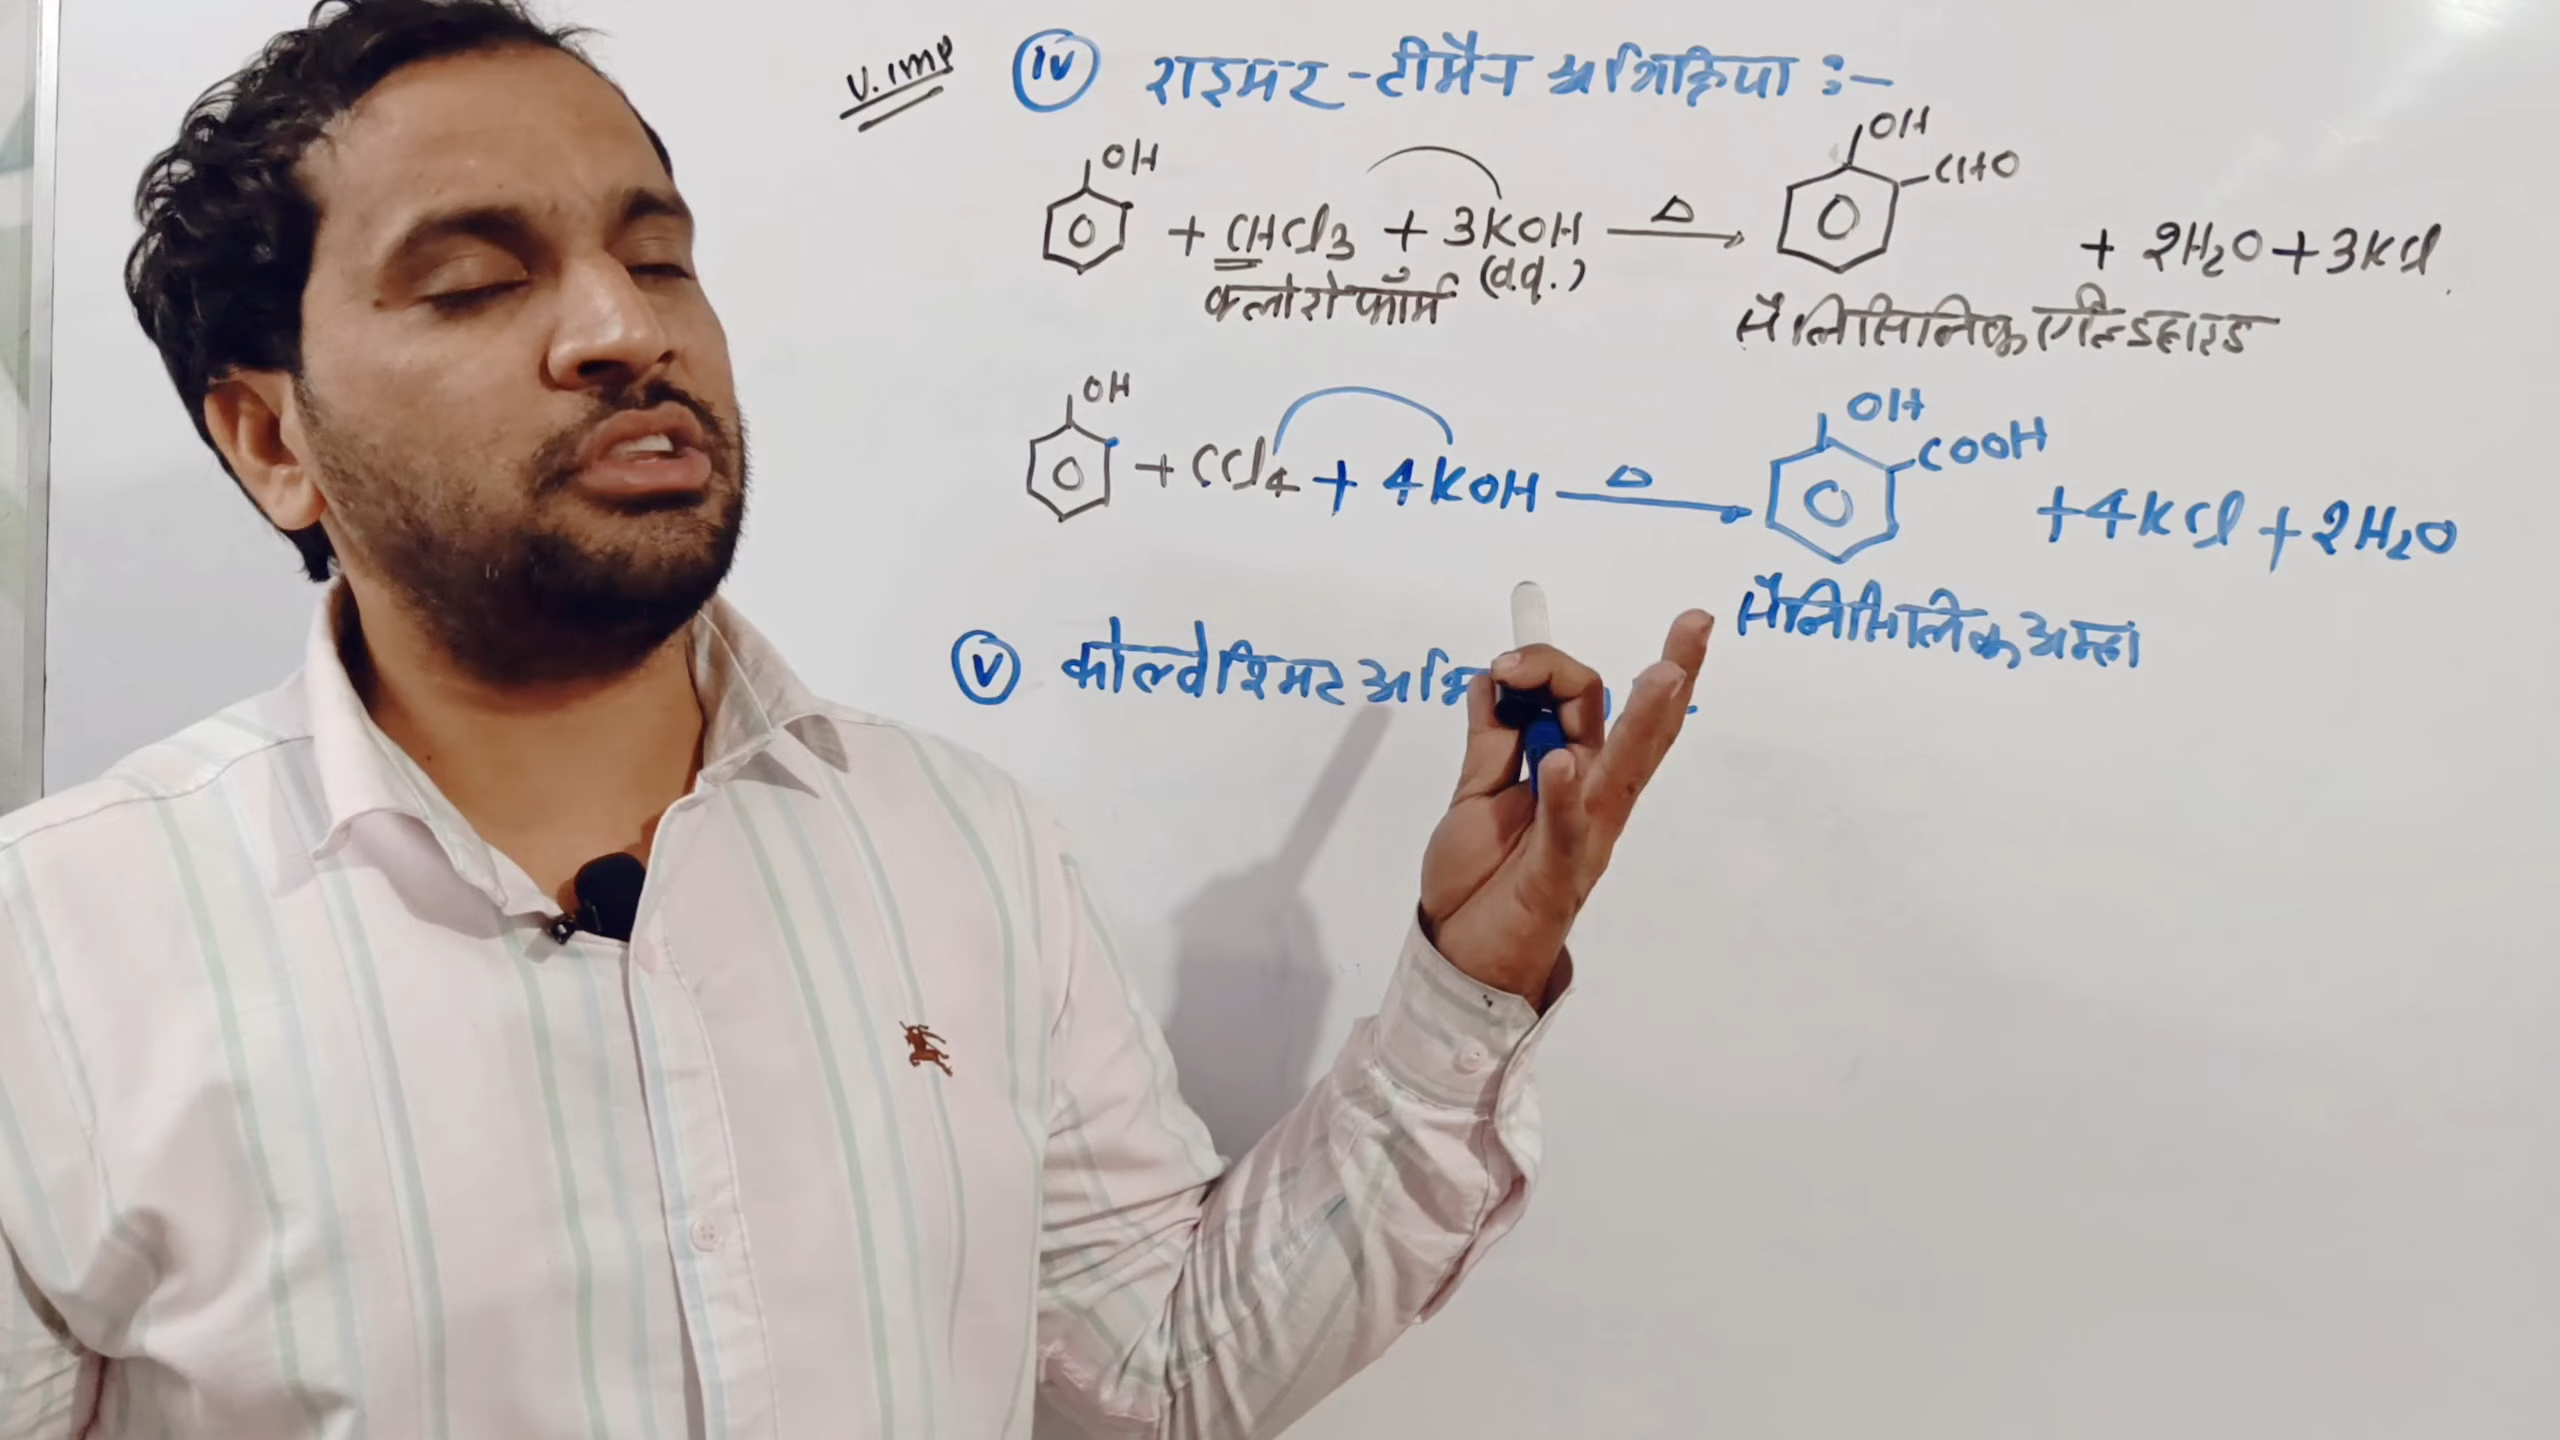 V. Imp (iv) राइमर-टीमैन अभिक्रिया :-
OH + CHCl3 + 3KOH (aq.) Δ→ OH CHO + 2H2O + 3KCl
क्लोरोफॉर्म सैलिसिलिक एल्डिहाइड
OH + CCl4 + 4KOH Δ→ OH COOH + 4KCl + 2H2O
सैलिसिलिक अम्ल
(v) कोल्वे श्मिट